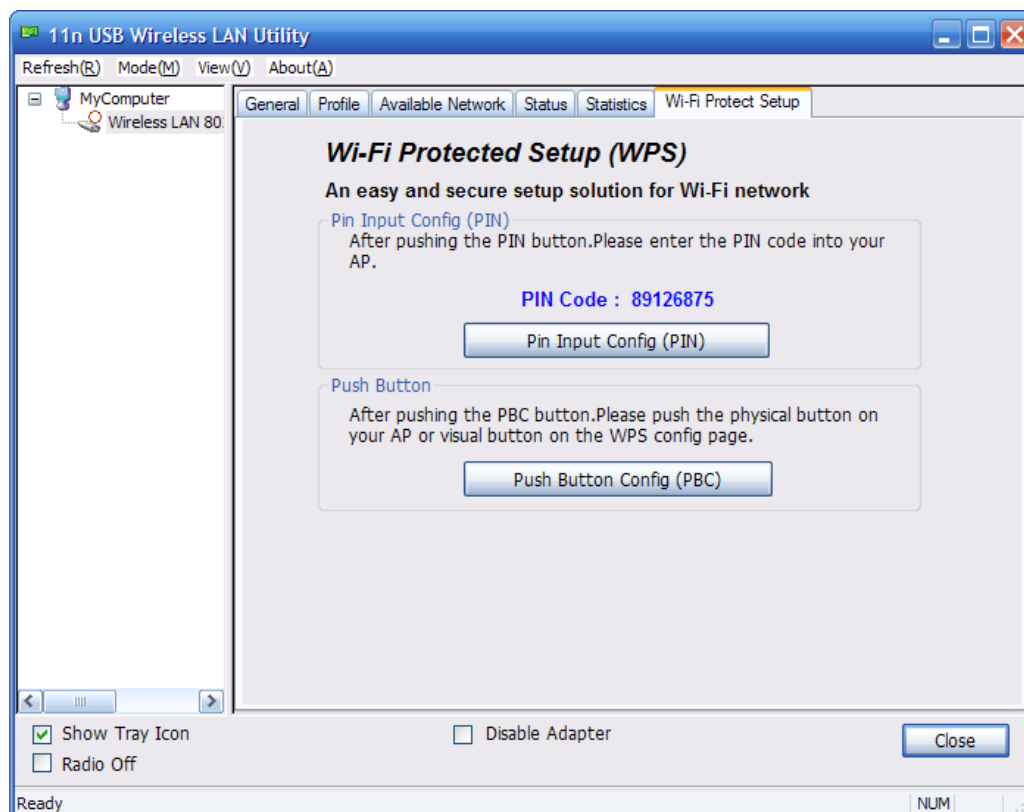 11n USB Wireless LAN Utility
Refresh(R) Mode(M) View(V) About(A)
MyComputer
Wireless LAN 80
General Profile Available Network Status Statistics Wi-Fi Protect Setup
Wi-Fi Protected Setup (WPS)
An easy and secure setup solution for Wi-Fi network
Pin Input Config (PIN)
After pushing the PIN button.Please enter the PIN code into your
AP.
PIN Code : 89126875
Pin Input Config (PIN)
Push Button
After pushing the PBC button.Please push the physical button on
your AP or visual button on the WPS config page.
Push Button Config (PBC)
Show Tray Icon
Disable Adapter
Close
Radio Off
Ready
NUM